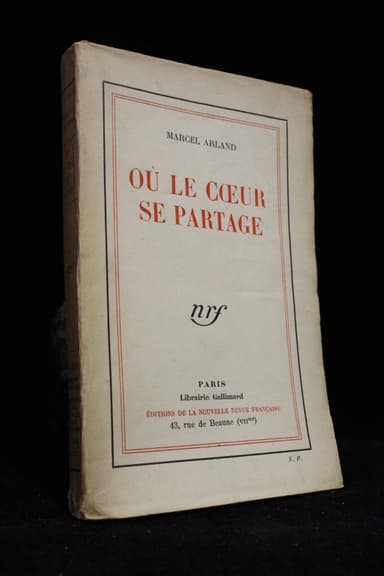 MARCEL ARLAND
OÙ LE CŒUR
SE PARTAGE
nrf
PARIS
Librairie Gallimard
ÉDITIONS DE LA NOUVELLE REVUE FRANÇAISE
43, rue de Beaune (VIIme)
S. P.